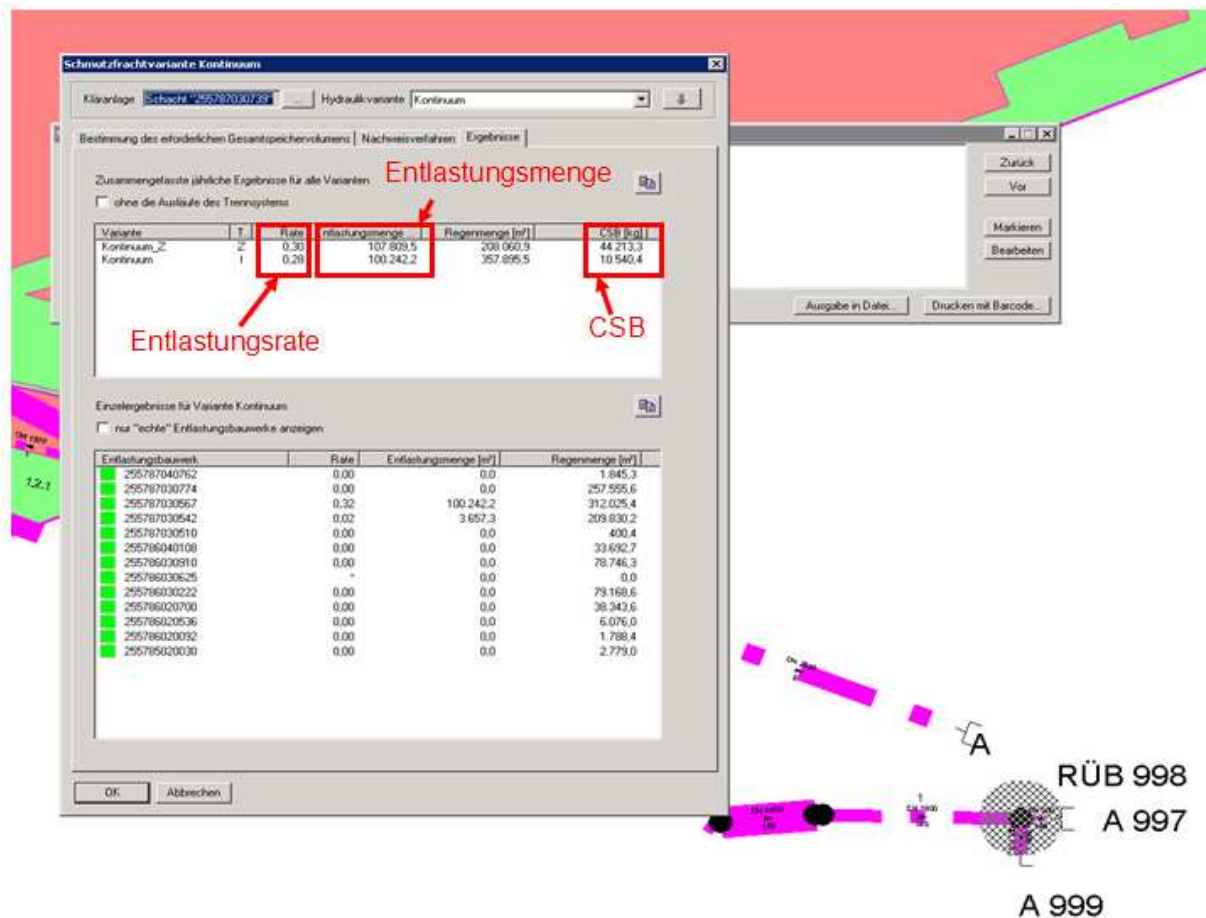 Schmutzfrachtvariante Kontinuum
Kläranlage Schacht "255787030739" ... Hydraulikvariante Kontinuum
Bestimmung des erforderlichen Gesamtspeichervolumens Nachweisverfahren Ergebnisse
Zusammengefasste jährliche Ergebnisse für alle Varianten
Entlastungsmenge
ohne die Ausläufe des Trennsystems
Variante T. Rate ntlastungsmenge ... Regenmenge [m³] CSB [kg]
Kontinuum_Z Z 0,30 107.809,5 208.060,9 44.213,3
Kontinuum I 0,28 100.242,2 357.895,5 10.540,4
Entlastungsrate
CSB
Einzelergebnisse für Variante Kontinuum
nur "echte" Entlastungsbauwerke anzeigen
Entlastungsbauwerk Rate Entlastungsmenge [m³] Regenmenge [m³]
255787040762 0,00 0,0 1.845,3
255787030774 0,00 0,0 257.555,6
255787030567 0,32 100.242,2 312.025,4
255787030542 0,02 3.657,3 209.830,2
255787030510 0,00 0,0 400,4
255786040108 0,00 0,0 33.692,7
255786030910 0,00 0,0 78.746,3
255786030625 * 0,0 0,0
255786030222 0,00 0,0 79.168,6
255786020700 0,00 0,0 38.343,6
255786020536 0,00 0,0 6.076,0
255786020092 0,00 0,0 1.788,4
255785020030 0,00 0,0 2.779,0
OK Abbrechen
Zurück
Vor
Markieren
Bearbeiten
Ausgabe in Datei... Drucken mit Barcode...
1.2.1
A
RÜB 998
A 997
A 999